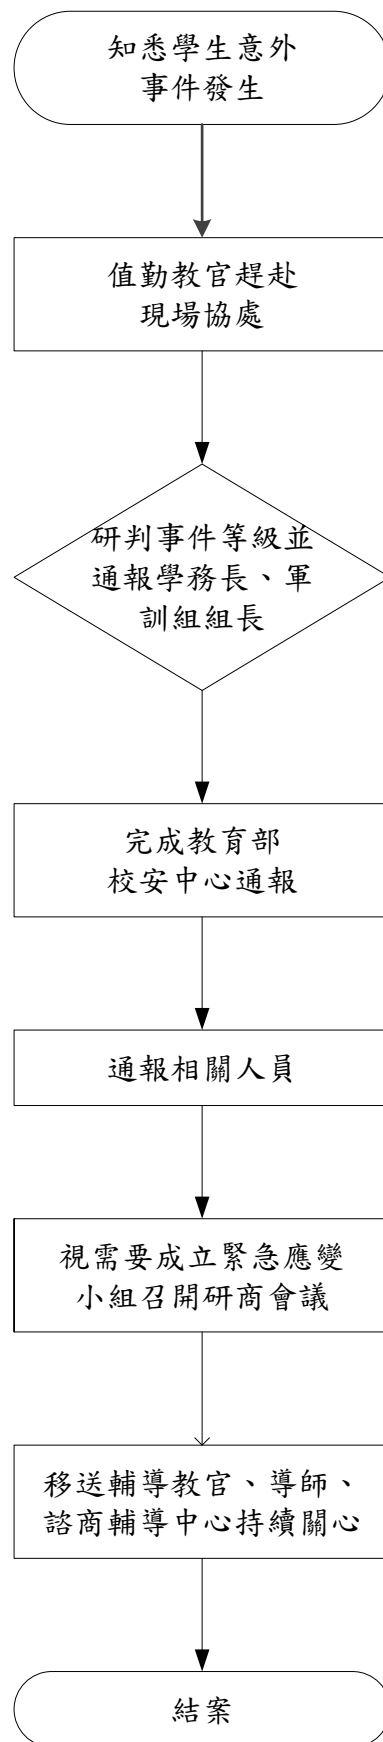 知悉學生意外
事件發生
值勤教官趕赴
現場協處
研判事件等級並
通報學務長、軍
訓組組長
完成教育部
校安中心通報
通報相關人員
視需要成立緊急應變
小組召開研商會議
移送輔導教官、導師、
諮商輔導中心持續關心
結案